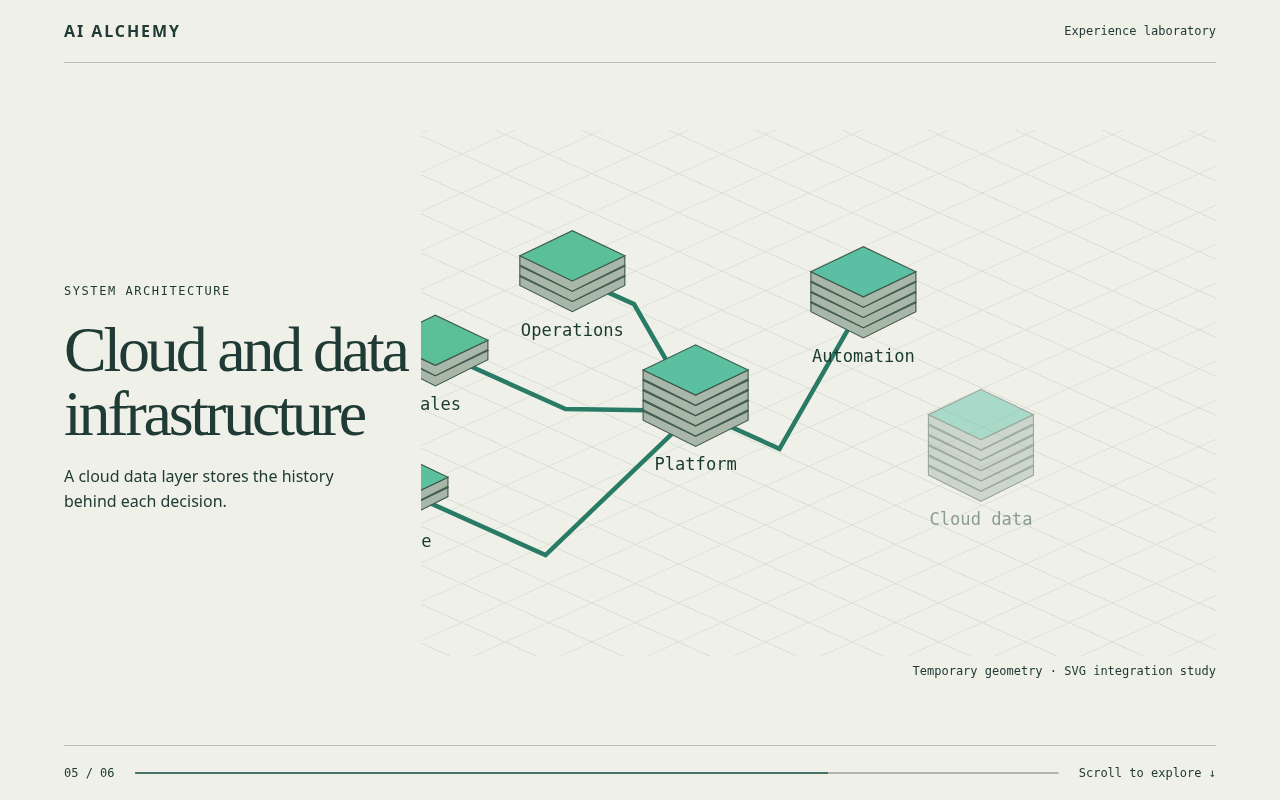 AI ALCHEMY
Experience laboratory
SYSTEM ARCHITECTURE
Cloud and data
infrastructure
A cloud data layer stores the history
behind each decision.
Operations
Automation
ales
Platform
Cloud data
e
Temporary geometry · SVG integration study
05 / 06
Scroll to explore ↓